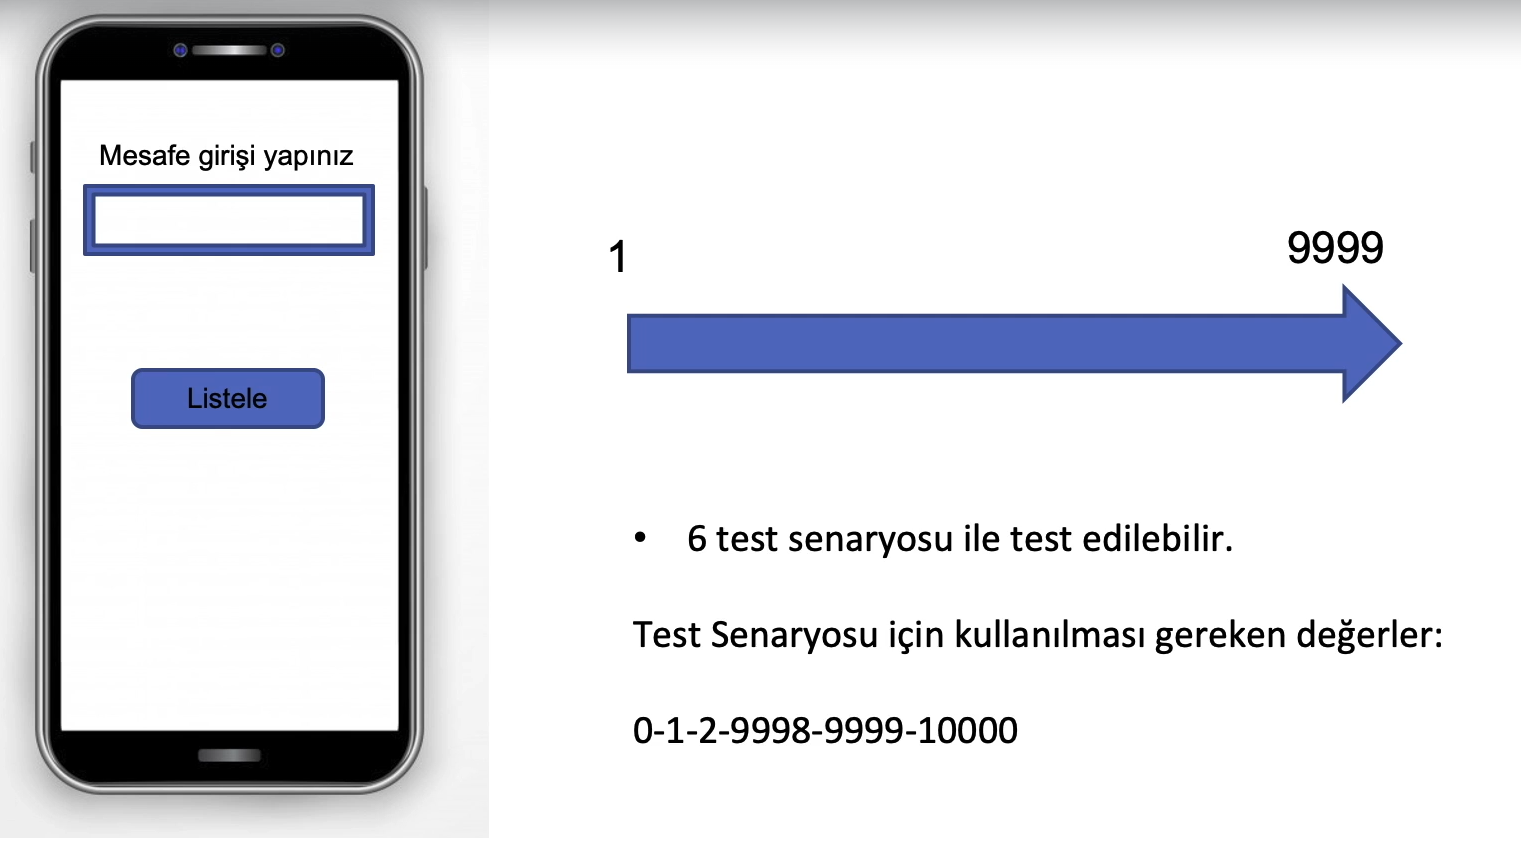 Mesafe girişi yapınız
Listele
1
9999
• 6 test senaryosu ile test edilebilir.
Test Senaryosu için kullanılması gereken değerler:
0-1-2-9998-9999-10000